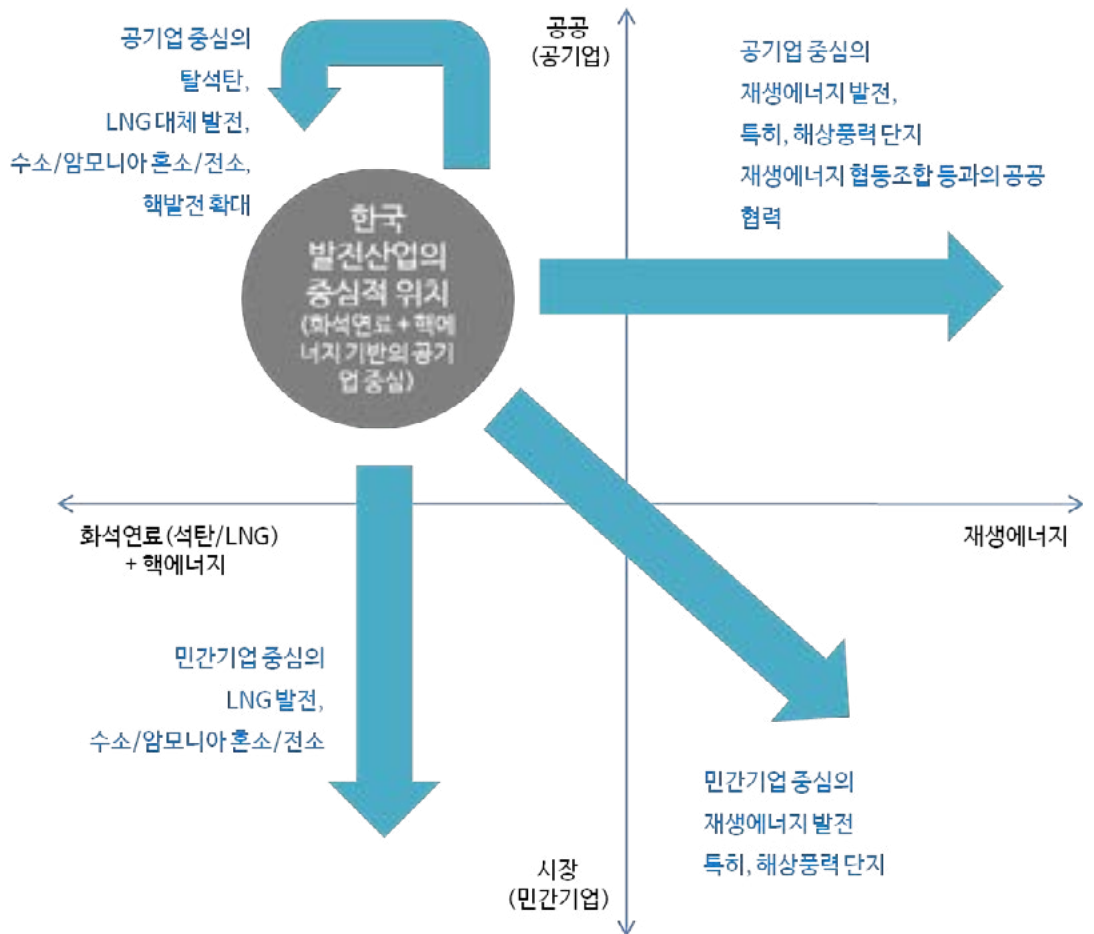 공기업 중심의
탈석탄,
LNG 대체 발전,
수소/암모니아 혼소/전소,
핵발전 확대
공공
(공기업)
공기업 중심의
재생에너지 발전,
특히, 해상풍력 단지
재생에너지 협동조합 등과의 공공
협력
한국
발전산업의
중심적 위치
(화석연료 + 핵에
너지 기반의 공기
업 중심)
화석연료 (석탄/LNG)
+ 핵에너지
재생에너지
민간기업 중심의
LNG 발전,
수소/암모니아 혼소/전소
민간기업 중심의
재생에너지 발전
특히, 해상풍력 단지
시장
(민간기업)